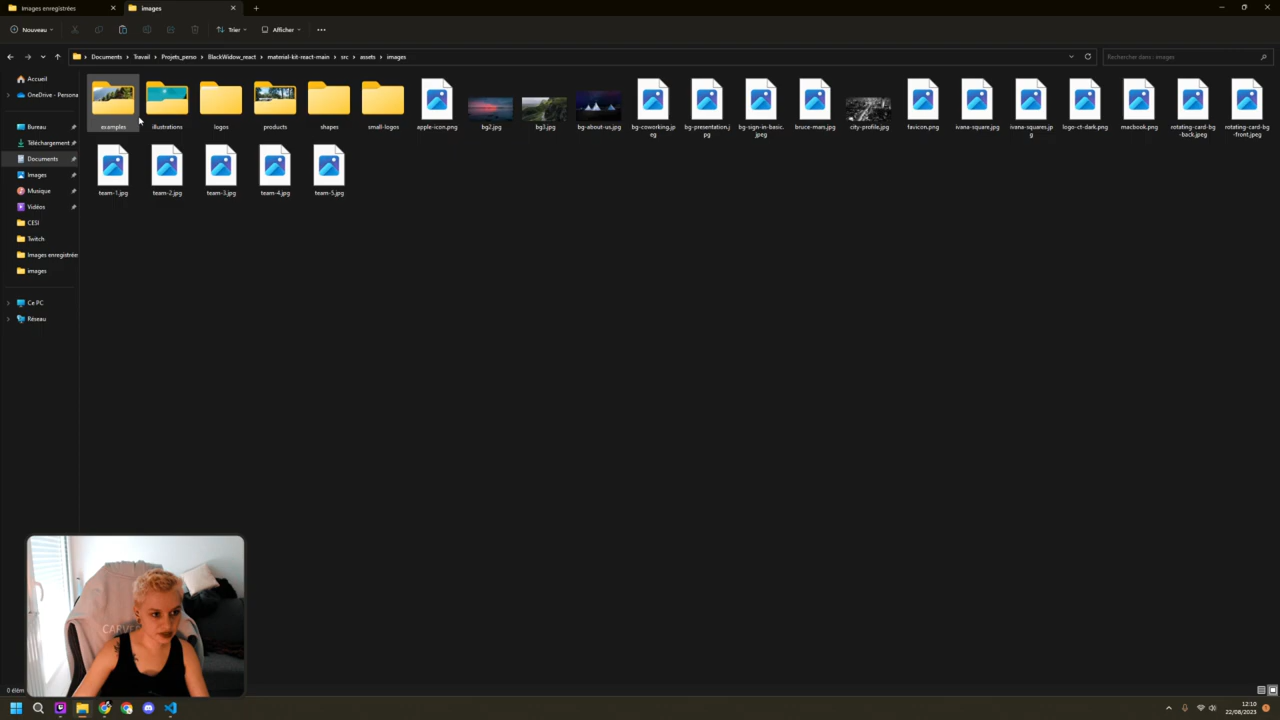 Images enregistrées
images
Nouveau
Trier
Afficher
Documents
Travail
Projets_perso
BlackWidow_react
material-kit-react-main
src
assets
images
Rechercher dans : images
Accueil
OneDrive - Persona
Bureau
Téléchargement
Documents
Images
Musique
Vidéos
CESI
Twitch
Images enregistrée
images
Ce PC
Réseau
examples
illustrations
logos
products
shapes
small-logos
apple-icon.png
bg2.jpg
bg3.jpg
bg-about-us.jpg
bg-coworking.jp
eg
bg-presentation.j
pg
bg-sign-in-basic.
jpeg
bruce-mars.jpg
city-profile.jpg
favicon.png
ivana-square.jpg
ivana-squares.jp
g
logo-ct-dark.png
macbook.png
rotating-card-bg
-back.jpeg
rotating-card-bg
-front.jpeg
team-1.jpg
team-2.jpg
team-3.jpg
team-4.jpg
team-5.jpg
CARVE
0 élém
12:10
22/08/2023